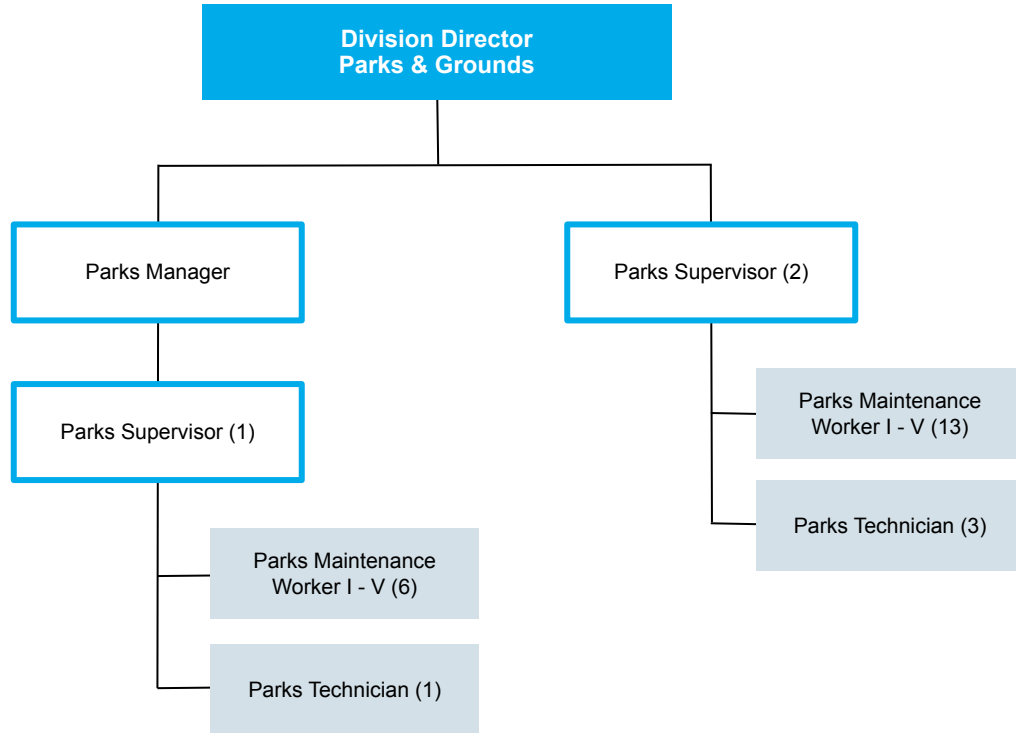 Division Director
Parks & Grounds
Parks Manager
Parks Supervisor (2)
Parks Supervisor (1)
Parks Maintenance
Worker I - V (13)
Parks Technician (3)
Parks Maintenance
Worker I - V (6)
Parks Technician (1)